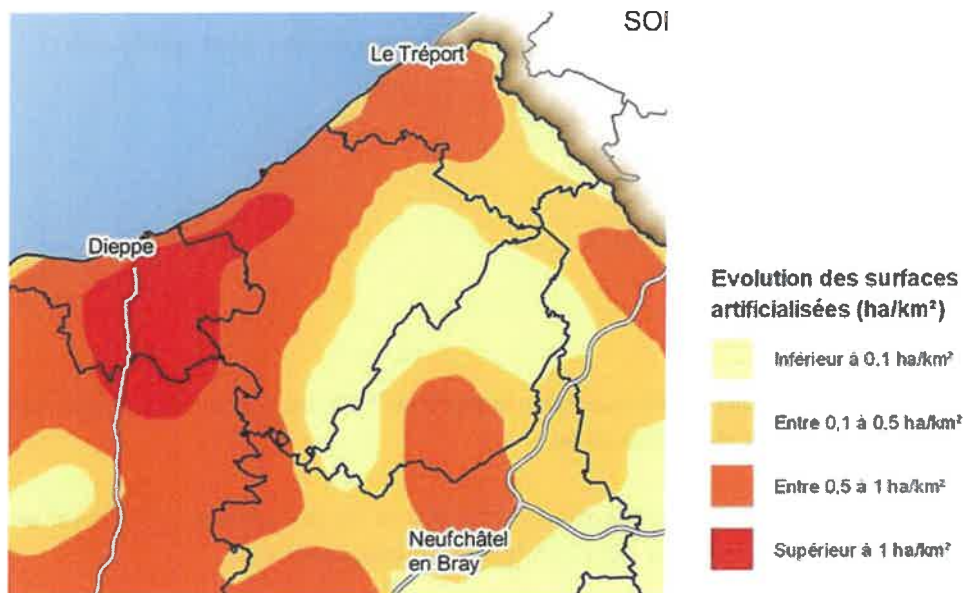 SOI
Le Tréport
Dieppe
Neufchâtel
en Bray
Evolution des surfaces
artificialisées (ha/km²)
Inférieur à 0.1 ha/km²
Entre 0,1 à 0.5 ha/km²
Entre 0,5 à 1 ha/km²
Supérieur à 1 ha/km²